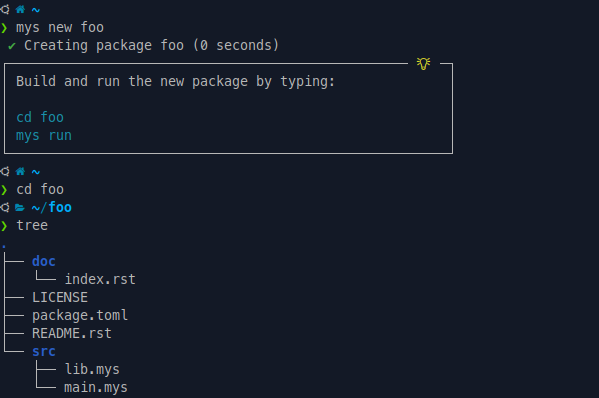 ~
❯ mys new foo
✔ Creating package foo (0 seconds)
Build and run the new package by typing:
cd foo
mys run
~
❯ cd foo
~/foo
❯ tree
.
├── doc
│   └── index.rst
├── LICENSE
├── package.toml
├── README.rst
└── src
    ├── lib.mys
    └── main.mys